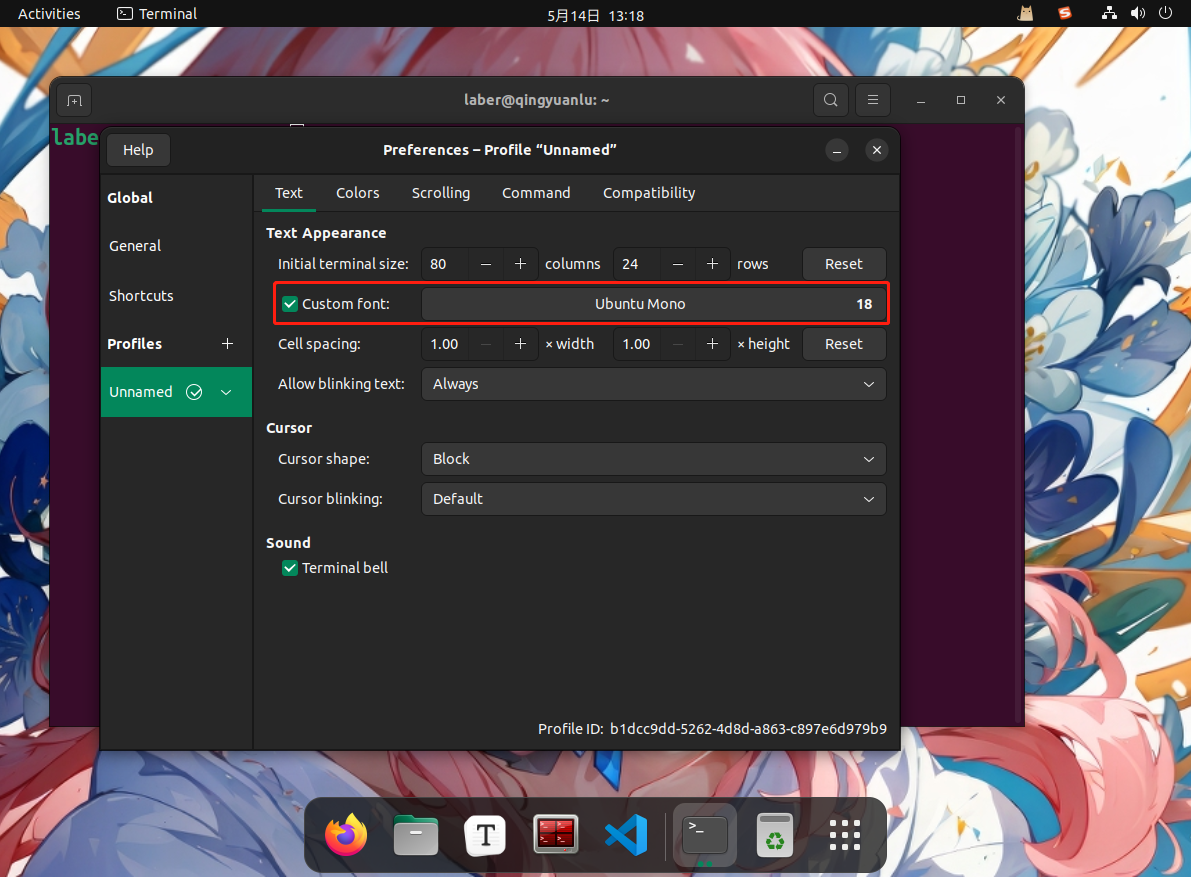 Activities Terminal 5月14日 13:18
laber@qingyuanlu: ~
labe
Help Preferences – Profile “Unnamed”
Global
General
Shortcuts
Profiles
Unnamed
Text Colors Scrolling Command Compatibility
Text Appearance
Initial terminal size: 80 − + columns 24 − + rows Reset
Custom font: Ubuntu Mono 18
Cell spacing: 1.00 − + × width 1.00 − + × height Reset
Allow blinking text: Always
Cursor
Cursor shape: Block
Cursor blinking: Default
Sound
Terminal bell
Profile ID: b1dcc9dd-5262-4d8d-a863-c897e6d979b9